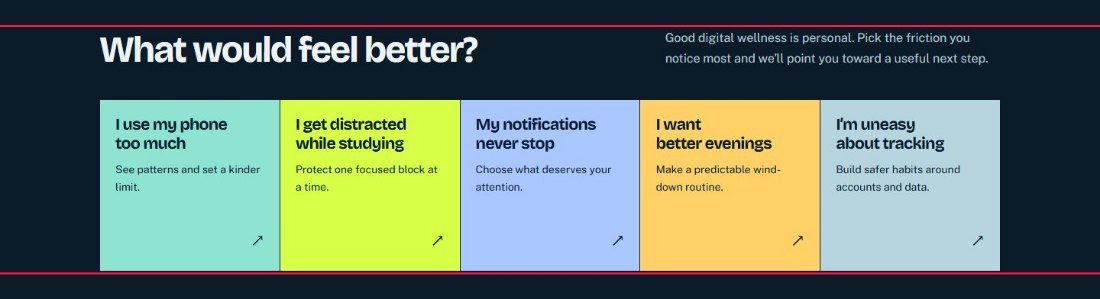 What would feel better?
Good digital wellness is personal. Pick the friction you
notice most and we'll point you toward a useful next step.
I use my phone
too much
See patterns and set a kinder
limit.
I get distracted
while studying
Protect one focused block at
a time.
My notifications
never stop
Choose what deserves your
attention.
I want
better evenings
Make a predictable wind-
down routine.
I'm uneasy
about tracking
Build safer habits around
accounts and data.